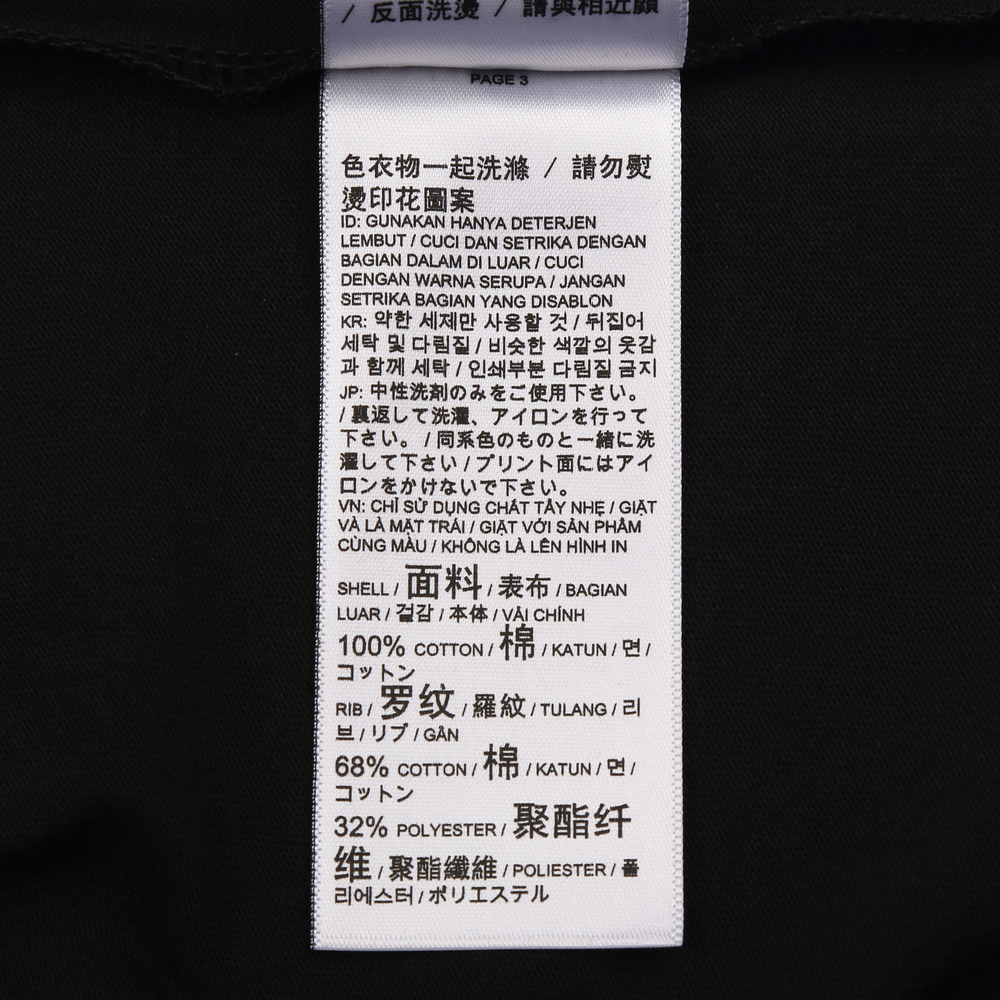 / 反面洗燙 / 請與相近顏
PAGE 3
色衣物一起洗滌 / 請勿熨
燙印花圖案
ID: GUNAKAN HANYA DETERJEN
LEMBUT / CUCI DAN SETRIKA DENGAN
BAGIAN DALAM DI LUAR / CUCI
DENGAN WARNA SERUPA / JANGAN
SETRIKA BAGIAN YANG DISABLON
KR: 약한 세제만 사용할 것 / 뒤집어
세탁 및 다림질 / 비슷한 색깔의 옷감
과 함께 세탁 / 인쇄부분 다림질 금지
JP: 中性洗剤のみをご使用下さい。
/ 裏返して洗濯、アイロンを行って
下さい。 / 同系色のものと一緒に洗
濯して下さい / プリント面にはアイ
ロンをかけないで下さい。
VN: CHỈ SỬ DỤNG CHẤT TẨY NHẸ / GIẶT
VÀ LÀ MẶT TRÁI / GIẶT VỚI SẢN PHẨM
CÙNG MÀU / KHÔNG LÀ LÊN HÌNH IN
SHELL / 面料 / 表布 / BAGIAN
LUAR / 겉감 / 本体 / VẢI CHÍNH
100% COTTON / 棉 / KATUN / 면 /
コットン
RIB / 罗纹 / 羅紋 / TULANG / 리
브 / リブ / GÂN
68% COTTON / 棉 / KATUN / 면 /
コットン
32% POLYESTER / 聚酯纤
维 / 聚酯纖維 / POLIESTER / 폴
리에스터 / ポリエステル